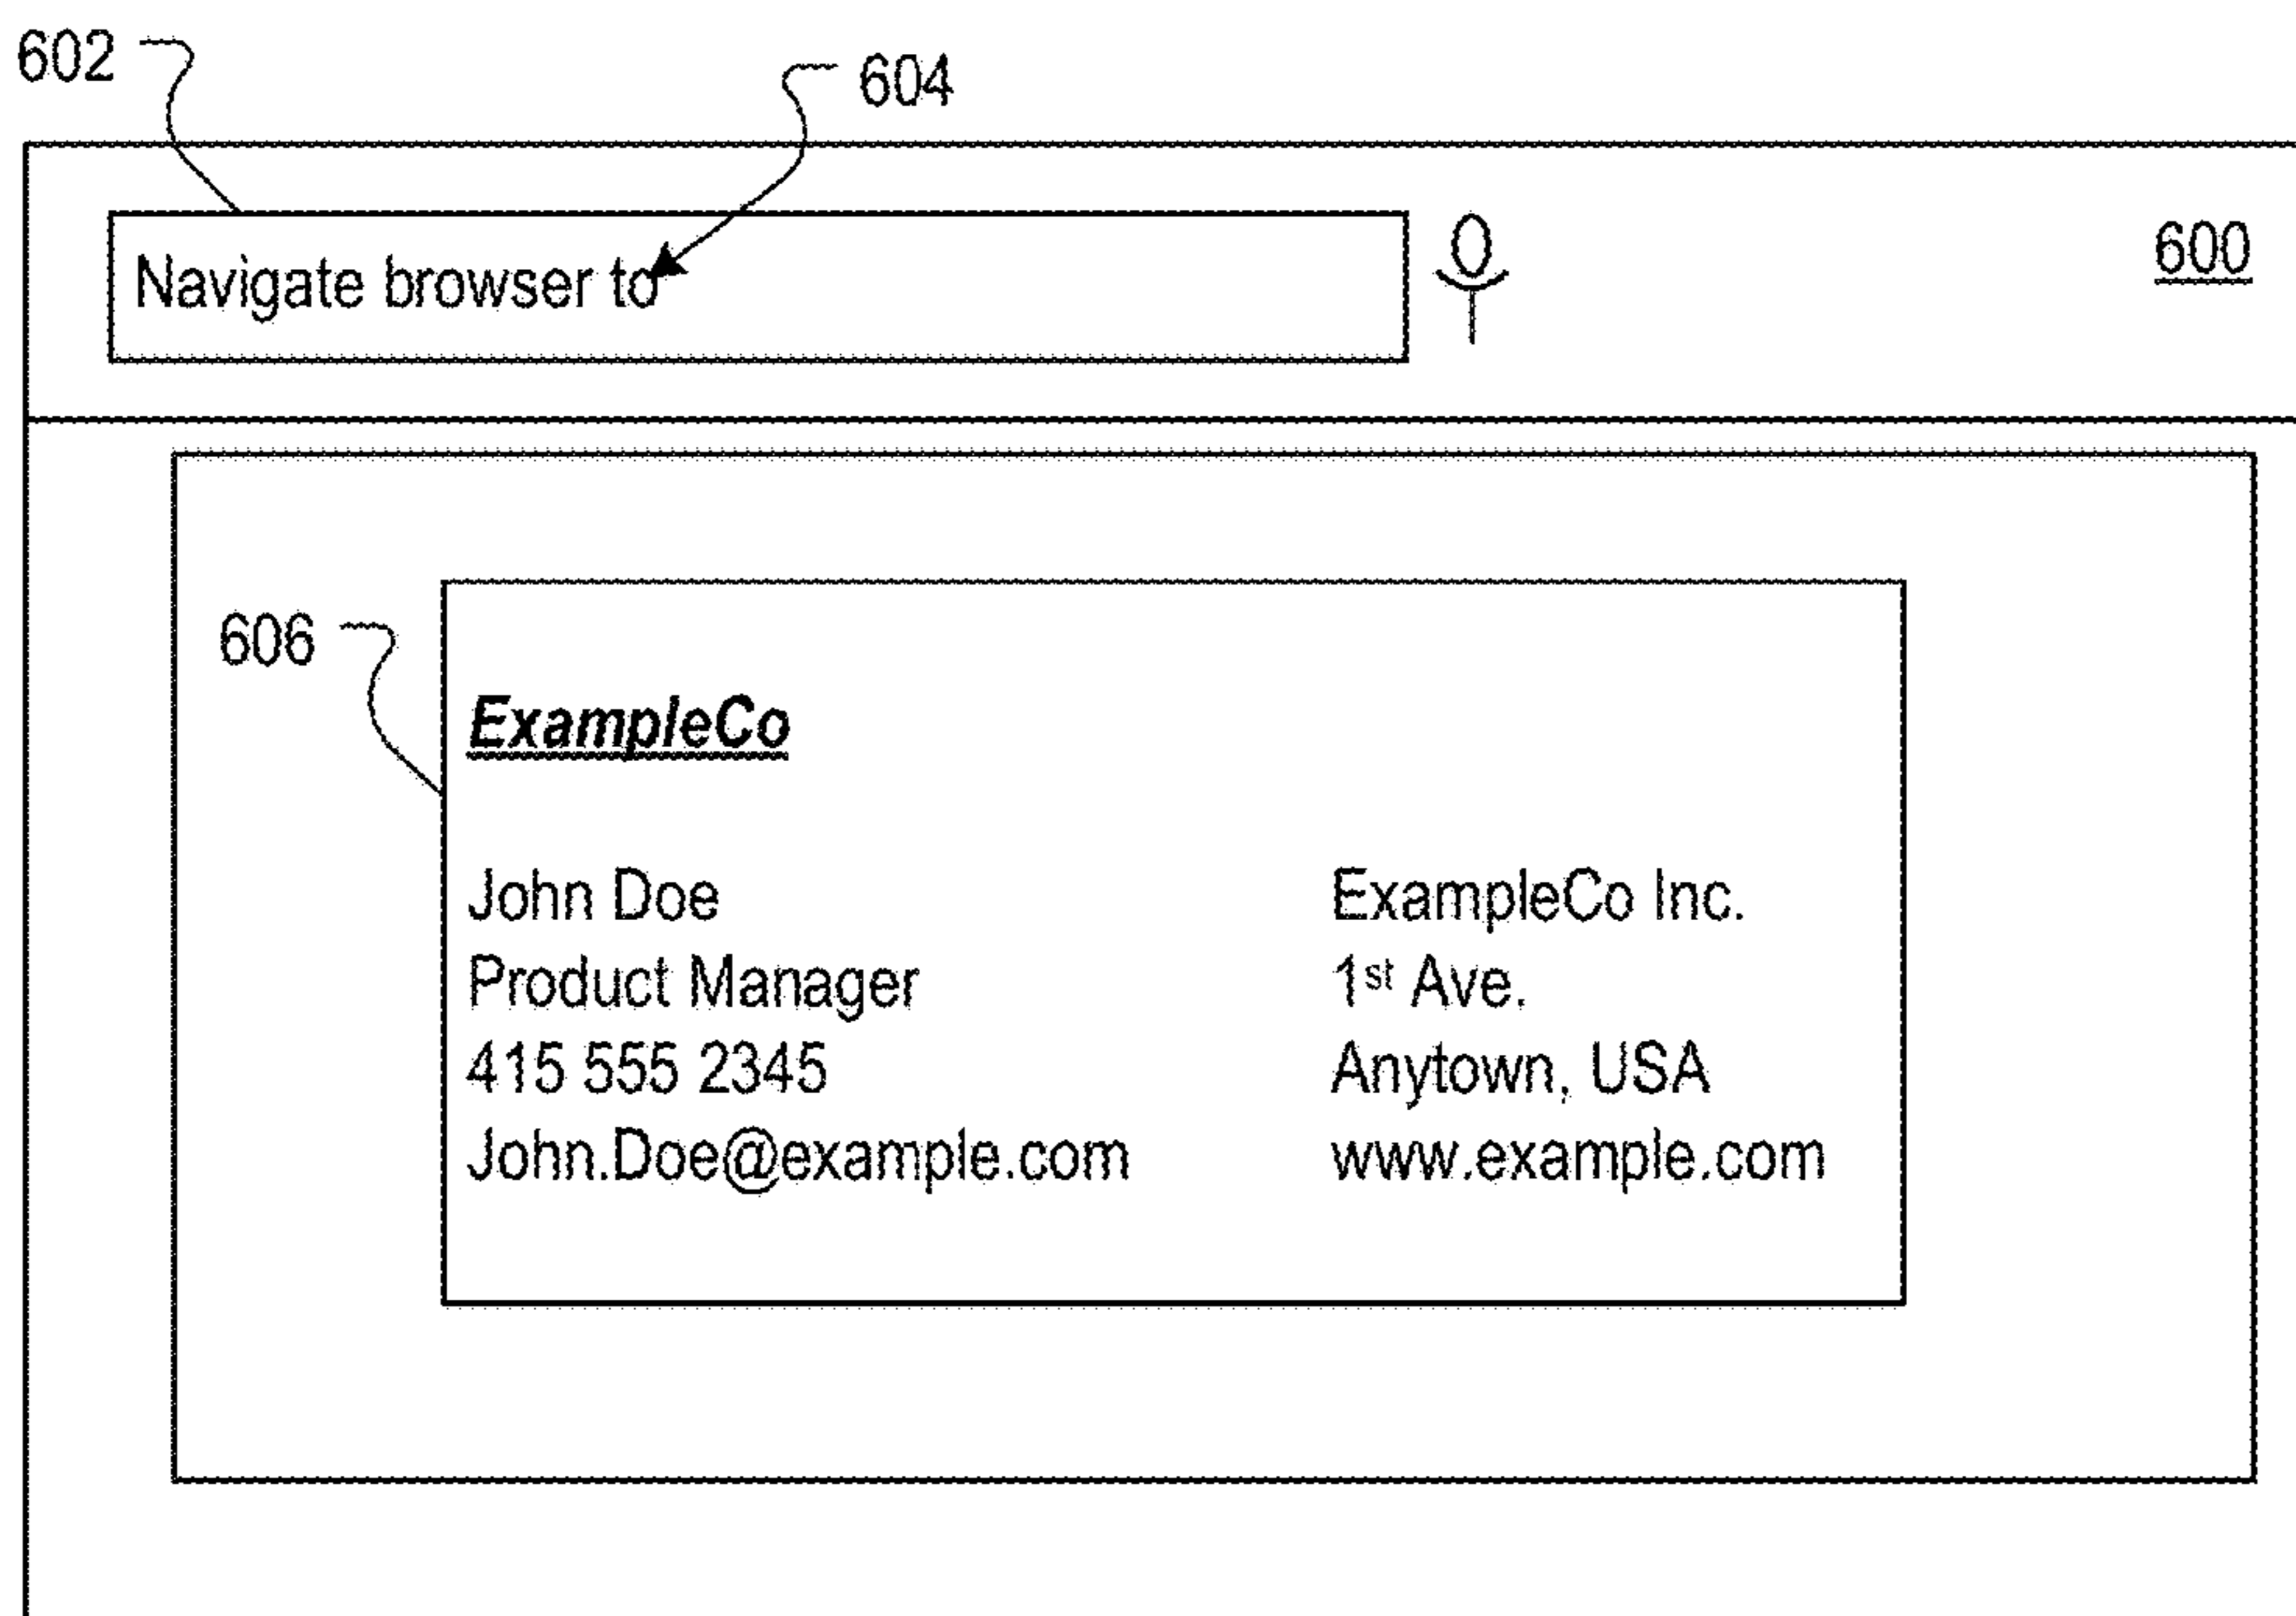 602
604
Navigate browser to
600
606
ExampleCo
John Doe
Product Manager
415 555 2345
John.Doe@example.com
ExampleCo Inc.
1st Ave.
Anytown, USA
www.example.com